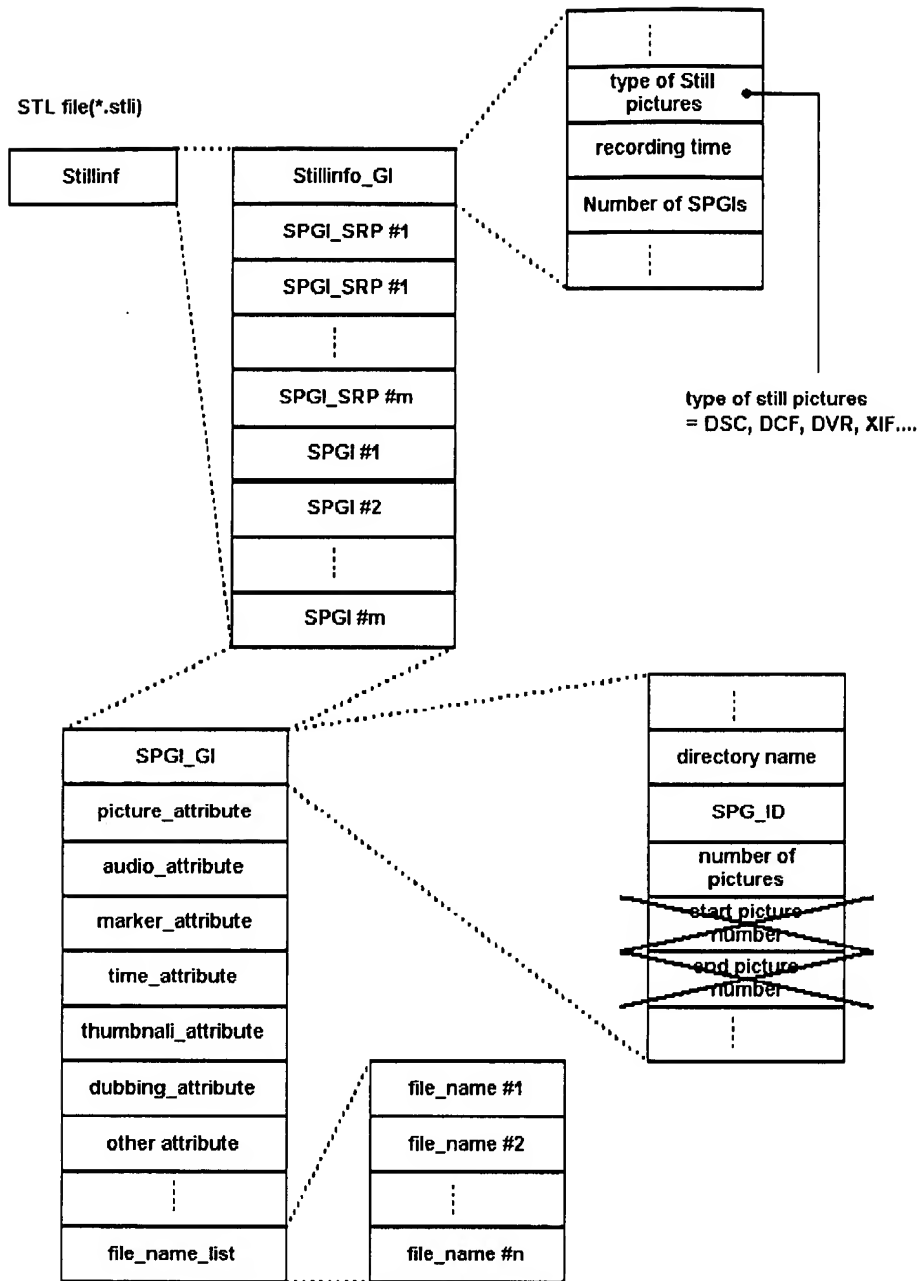 STL file(*.stli)
Stillinf
Stillinfo_GI
SPGI_SRP #1
SPGI_SRP #1
SPGI_SRP #m
SPGI #1
SPGI #2
SPGI #m
type of Still
pictures
recording time
Number of SPGIs
type of still pictures
= DSC, DCF, DVR, XIF....
SPGI_GI
picture_attribute
audio_attribute
marker_attribute
time_attribute
thumbnali_attribute
dubbing_attribute
other attribute
file_name_list
file_name #1
file_name #2
file_name #n
directory name
SPG_ID
number of
pictures
start picture
number
end picture
number